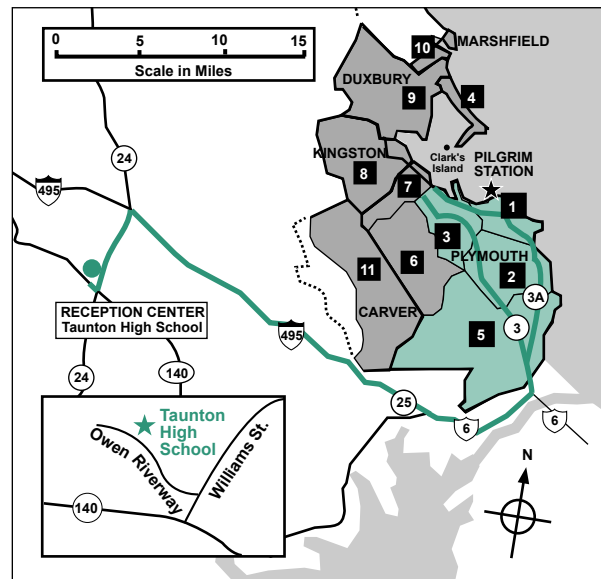 0 5 10 15
Scale in Miles
10
MARSHFIELD
DUXBURY
9
4
24
Clark's
Island
PILGRIM
STATION
KINGSTON
8
7
495
1
3
PLYMOUTH
6
2
11
3A
CARVER
RECEPTION CENTER
Taunton High School
495
5
3
24
140
25
6
6
Taunton
High
School
Owen Riverway
Williams St.
140
N